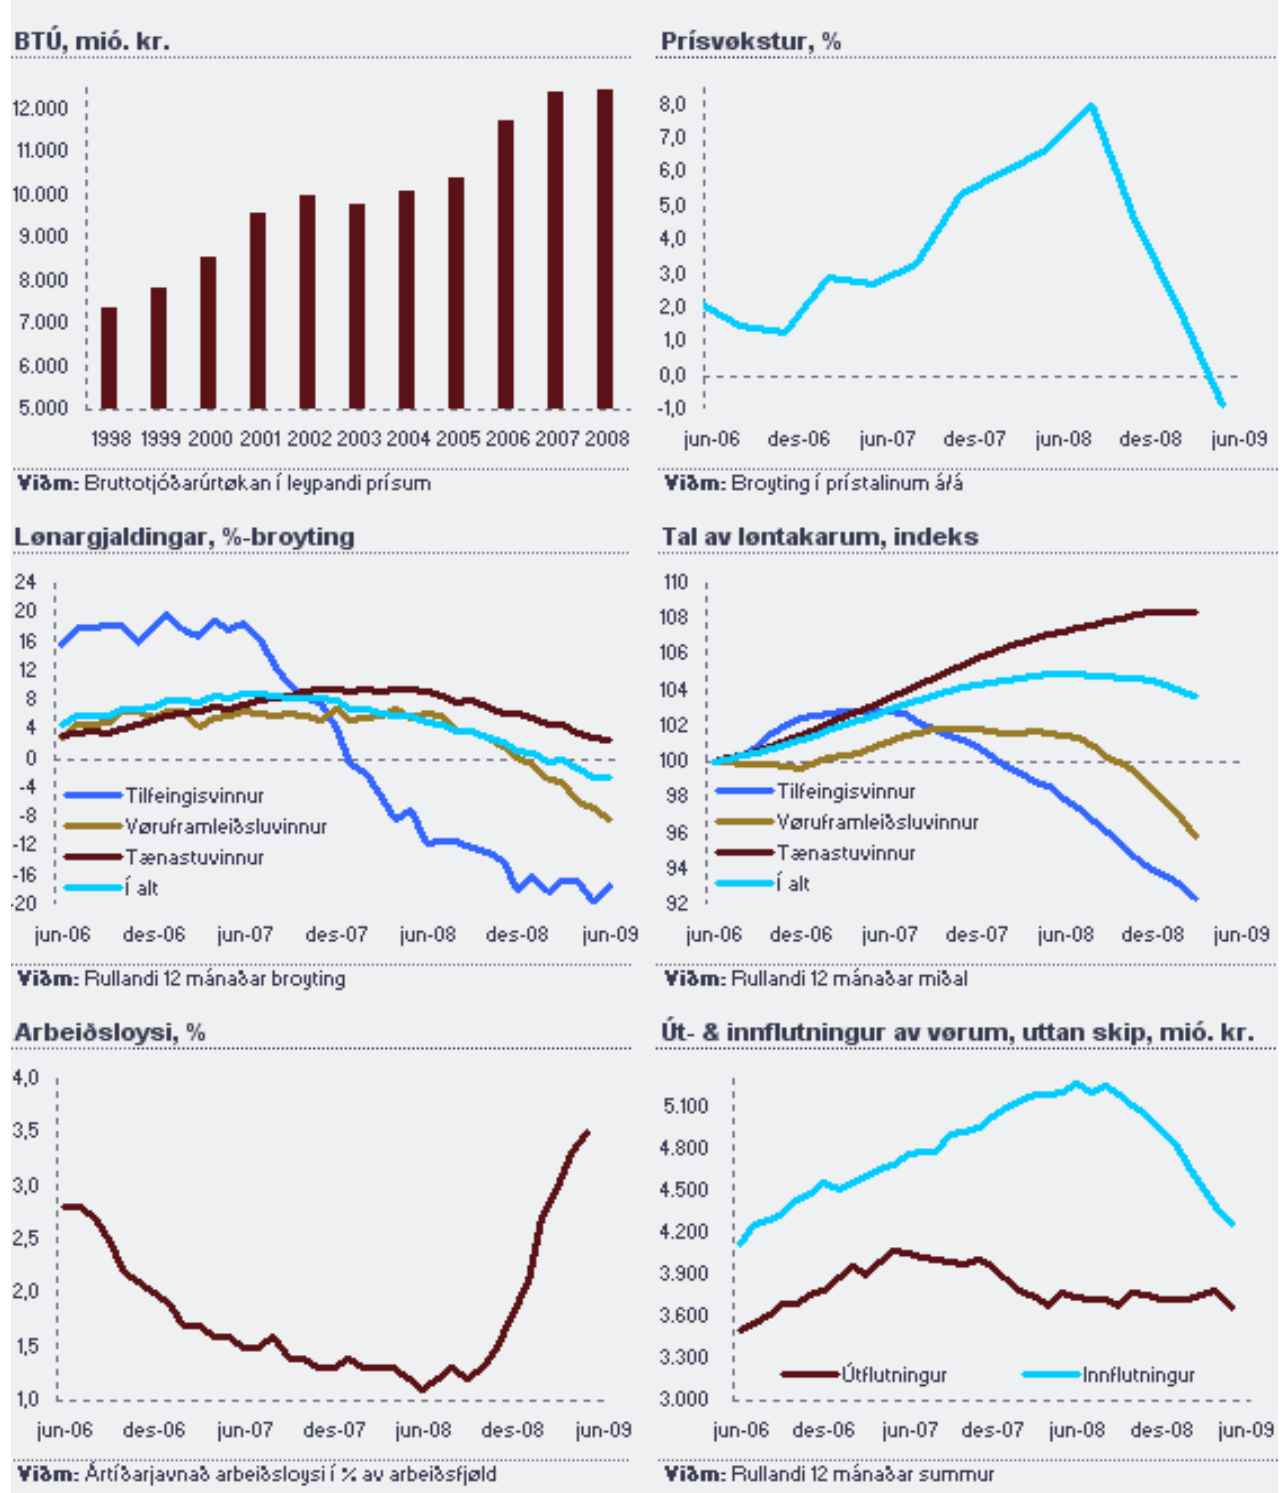 BTÚ, mió. kr.
12.000
11.000
10.000
9.000
8.000
7.000
6.000
5.000
1998 1999 2000 2001 2002 2003 2004 2005 2006 2007 2008
Viðm: Bruttotjóðarúrtøkan í leypandi prísum
Prísvøkstur, %
8,0
7,0
6,0
5,0
4,0
3,0
2,0
1,0
0,0
-1,0
jun-06 des-06 jun-07 des-07 jun-08 des-08 jun-09
Viðm: Broyting í prístalinum ár/á
Lønargjaldingar, %-broyting
24
20
16
12
8
4
0
-4
-8
-12
-16
-20
Tilfeingisvinnur
Vøruframleiðsluvinnur
Tænastuvinnur
Í alt
jun-06 des-06 jun-07 des-07 jun-08 des-08 jun-09
Viðm: Rullandi 12 mánaðar broyting
Tal av løntakarum, indeks
110
108
106
104
102
100
98
96
94
92
Tilfeingisvinnur
Vøruframleiðsluvinnur
Tænastuvinnur
Í alt
jun-06 des-06 jun-07 des-07 jun-08 des-08 jun-09
Viðm: Rullandi 12 mánaðar miðal
Arbeiðsloysi, %
4,0
3,5
3,0
2,5
2,0
1,5
1,0
jun-06 des-06 jun-07 des-07 jun-08 des-08 jun-09
Viðm: Ártíðarjavnað arbeiðsloysi í % av arbeiðsfjøld
Út- & innflutningur av vørum, uttan skip, mió. kr.
5.100
4.800
4.500
4.200
3.900
3.600
3.300
3.000
Útflutningur Innflutningur
jun-06 des-06 jun-07 des-07 jun-08 des-08 jun-09
Viðm: Rullandi 12 mánaðar summur